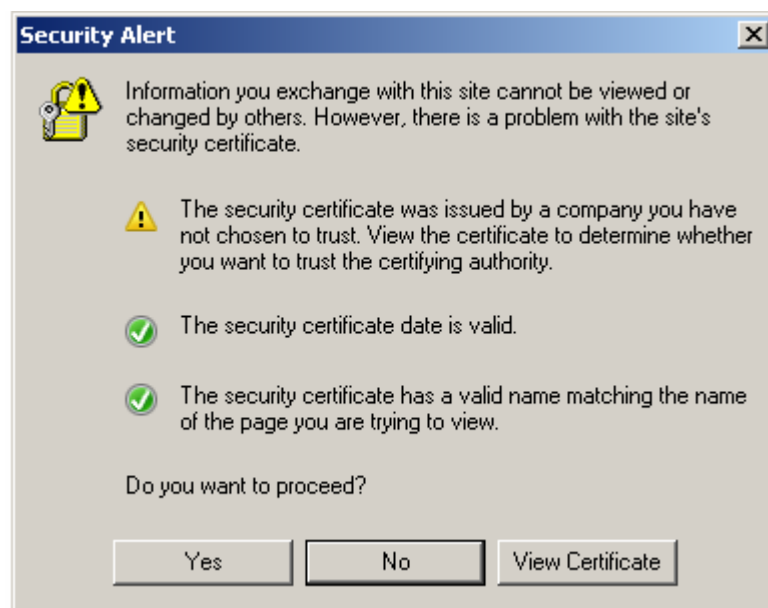 Security Alert
Information you exchange with this site cannot be viewed or
changed by others. However, there is a problem with the site's
security certificate.
The security certificate was issued by a company you have
not chosen to trust. View the certificate to determine whether
you want to trust the certifying authority.
The security certificate date is valid.
The security certificate has a valid name matching the name
of the page you are trying to view.
Do you want to proceed?
Yes
No
View Certificate